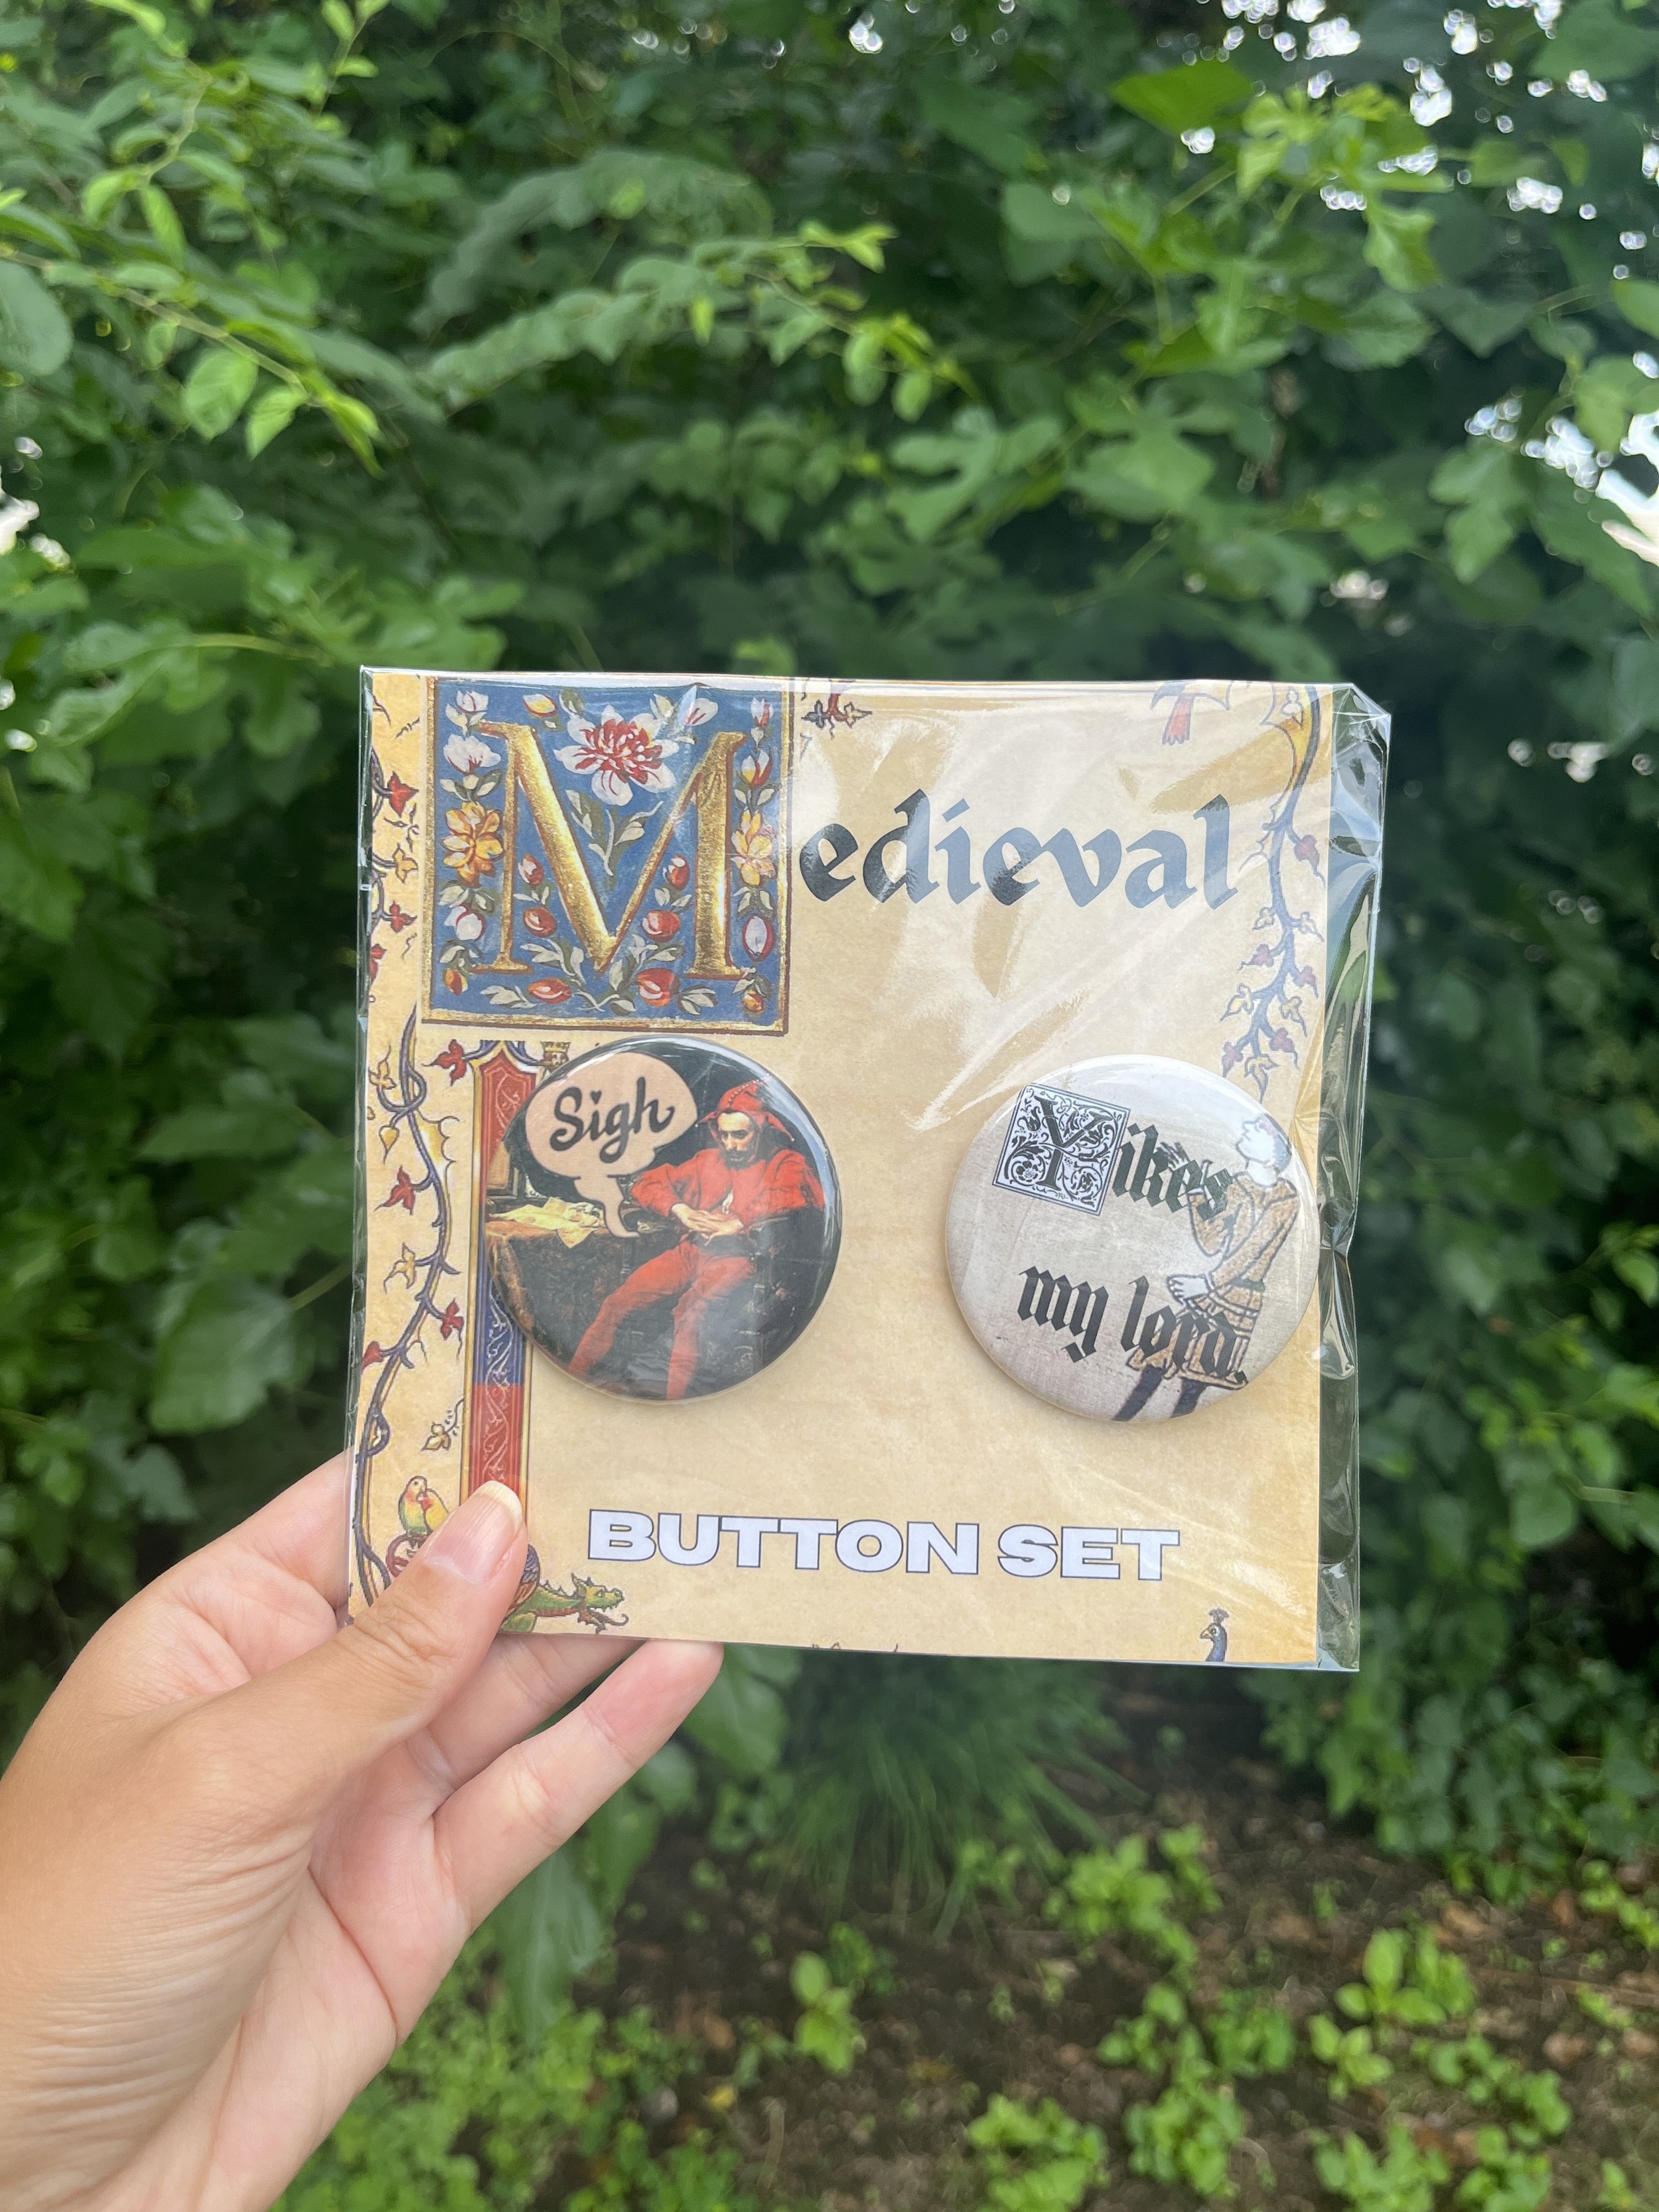 Medieval
Sigh
Yikes,
my lord.
BUTTON SET